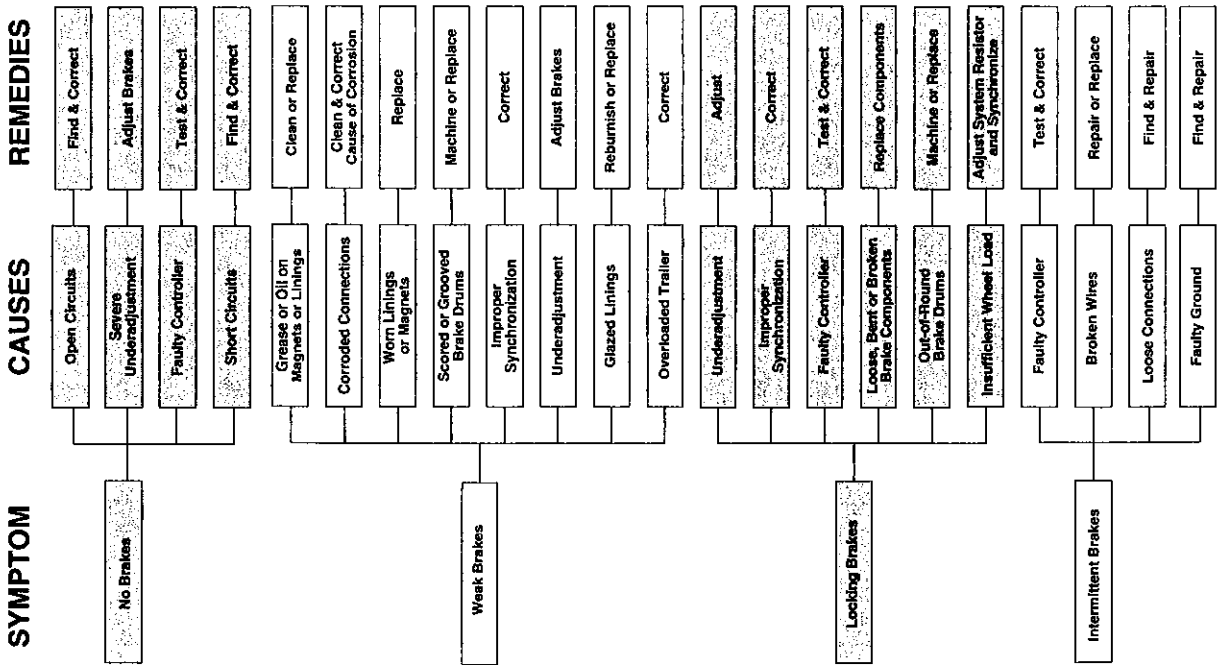 SYMPTOM
CAUSES
REMEDIES
No Brakes
Open Circuits
Find & Correct
Severe
Underadjustment
Adjust Brakes
Faulty Controller
Test & Correct
Short Circuits
Find & Correct
Weak Brakes
Grease or Oil on
Magnets or Linings
Clean or Replace
Corroded Connections
Clean & Correct
Cause of Corrosion
Worn Linings
or Magnets
Replace
Scored or Grooved
Brake Drums
Machine or Replace
Improper
Synchronization
Correct
Underadjustment
Adjust Brakes
Glazed Linings
Reburnish or Replace
Overloaded Trailer
Correct
Locking Brakes
Underadjustment
Adjust
Improper
Synchronization
Correct
Faulty Controller
Test & Correct
Loose, Bent or Broken
Brake Components
Replace Components
Out-of-Round
Brake Drums
Machine or Replace
Insufficient Wheel Load
Adjust System Resistor
and Synchronize
Intermittent Brakes
Faulty Controller
Test & Correct
Broken Wires
Repair or Replace
Loose Connections
Find & Repair
Faulty Ground
Find & Repair